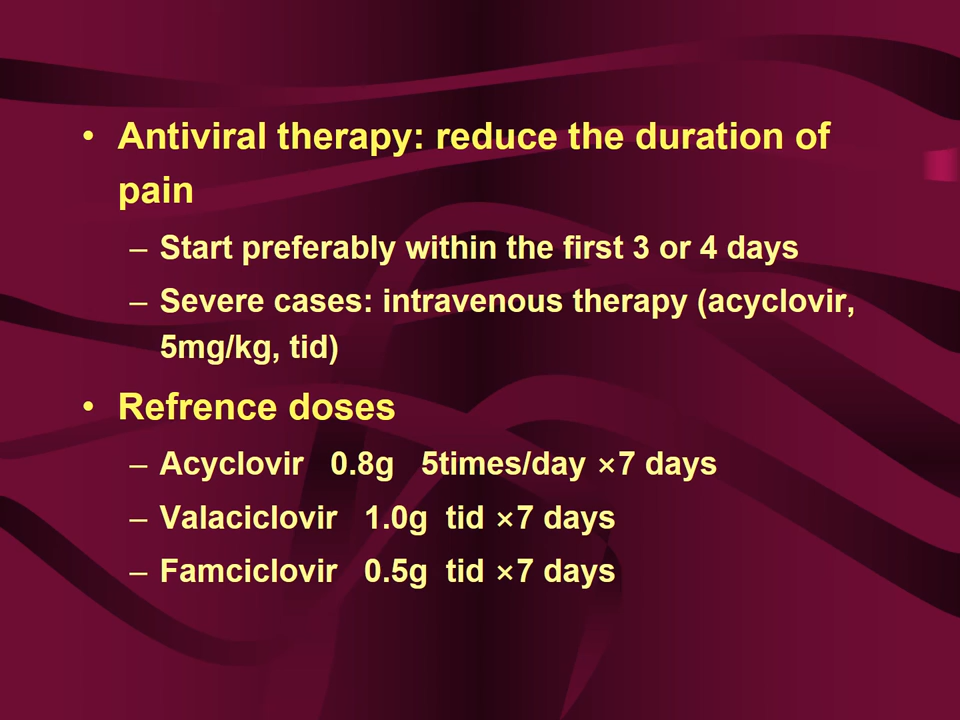 • Antiviral therapy: reduce the duration of
pain
– Start preferably within the first 3 or 4 days
– Severe cases: intravenous therapy (acyclovir,
5mg/kg, tid)
• Refrence doses
– Acyclovir 0.8g 5times/day ×7 days
– Valaciclovir 1.0g tid ×7 days
– Famciclovir 0.5g tid ×7 days